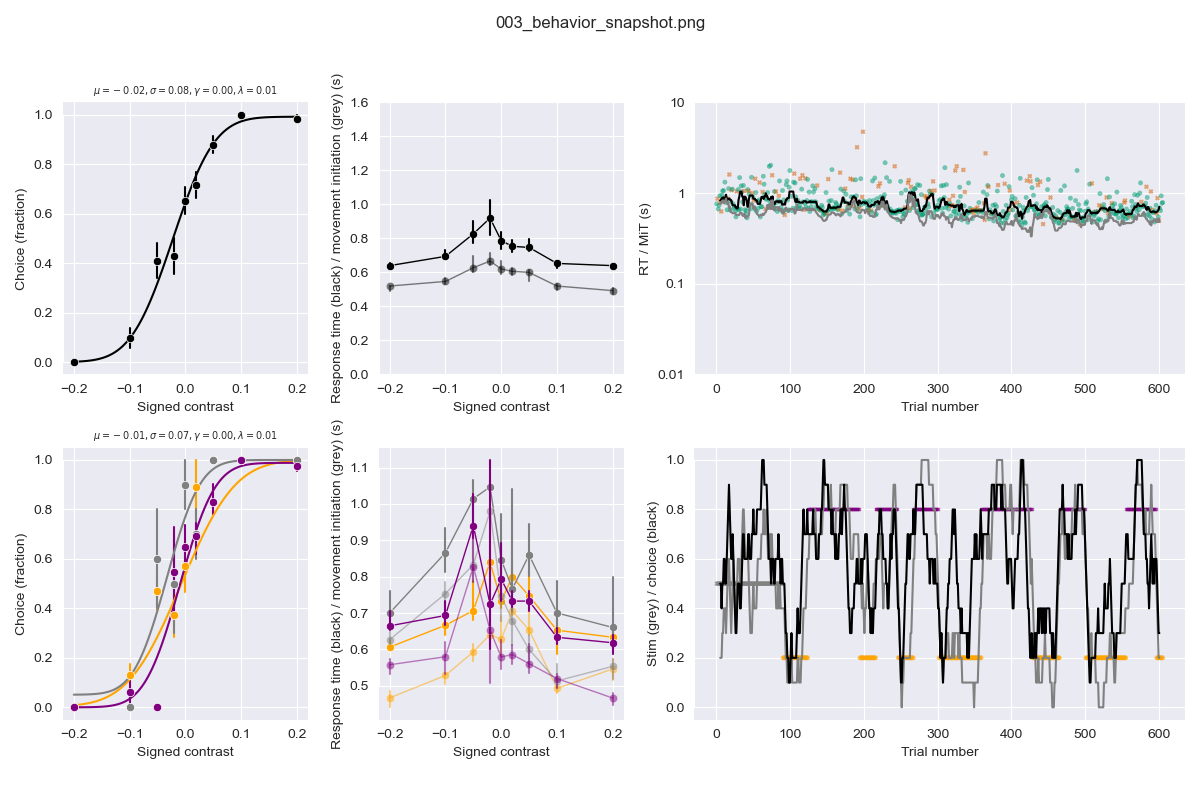 003_behavior_snapshot.png
μ = − 0.02, σ = 0.08, γ = 0.00, λ = 0.01
Choice (fraction)
1.0
0.8
0.6
0.4
0.2
0.0
−0.2 −0.1 0.0 0.1 0.2
Signed contrast
Response time (black) / movement initiation (grey) (s)
1.6
1.4
1.2
1.0
0.8
0.6
0.4
0.2
0.0
−0.2 −0.1 0.0 0.1 0.2
Signed contrast
RT / MiT (s)
10
1
0.1
0.01
0 100 200 300 400 500 600
Trial number
μ = − 0.01, σ = 0.07, γ = 0.00, λ = 0.01
Choice (fraction)
1.0
0.8
0.6
0.4
0.2
0.0
−0.2 −0.1 0.0 0.1 0.2
Signed contrast
Response time (black) / movement initiation (grey) (s)
1.1
1.0
0.9
0.8
0.7
0.6
0.5
−0.2 −0.1 0.0 0.1 0.2
Signed contrast
Stim (grey) / choice (black)
1.0
0.8
0.6
0.4
0.2
0.0
0 100 200 300 400 500 600
Trial number